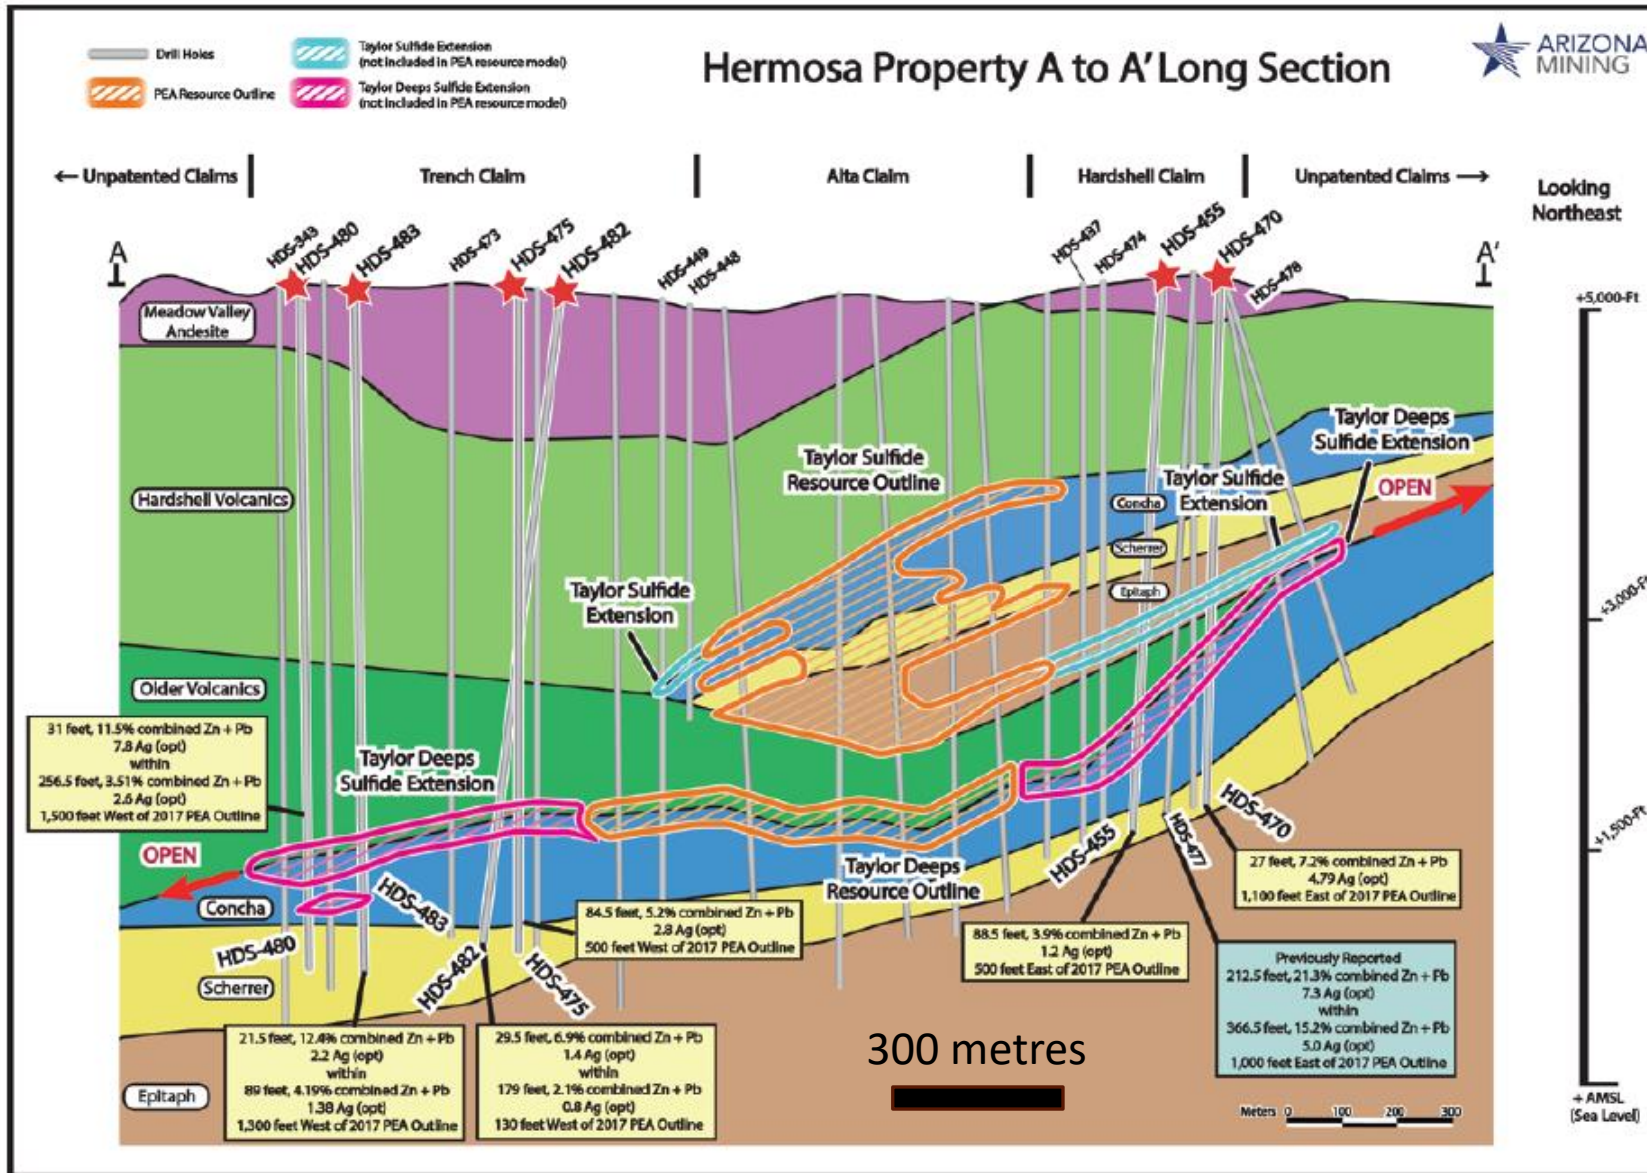 Drill Holes
PEA Resource Outline
Taylor Sulfide Extension
(not included in PEA resource model)
Taylor Deeps Sulfide Extension
(not included in PEA resource model)
Hermosa Property A to A' Long Section
ARIZONA
MINING
← Unpatented Claims
Trench Claim
Alta Claim
Hardshell Claim
Unpatented Claims →
Looking
Northeast
A
HDS-343
HDS-480
HDS-483
HDS-473
HDS-475
HDS-482
HDS-449
HDS-448
HDS-437
HDS-474
HDS-455
HDS-470
HDS-478
A'
+5,000-Ft
Meadow Valley
Andesite
Taylor Deeps
Sulfide Extension
Taylor Sulfide
Resource Outline
Taylor Sulfide
Extension
OPEN
Hardshell Volcanics
Concha
Scherrer
Epitaph
Taylor Sulfide
Extension
+3,000-Ft
Older Volcanics
31 feet, 11.5% combined Zn + Pb
7.8 Ag (opt)
within
256.5 feet, 3.51% combined Zn + Pb
2.6 Ag (opt)
1,500 feet West of 2017 PEA Outline
Taylor Deeps
Sulfide Extension
+1,500-Ft
OPEN
Taylor Deeps
Resource Outline
HDS-455
HDS-477
HDS-470
27 feet, 7.2% combined Zn + Pb
4.79 Ag (opt)
1,100 feet East of 2017 PEA Outline
Concha
HDS-480
HDS-483
HDS-482
HDS-475
84.5 feet, 5.2% combined Zn + Pb
2.8 Ag (opt)
500 feet West of 2017 PEA Outline
88.5 feet, 3.9% combined Zn + Pb
1.2 Ag (opt)
500 feet East of 2017 PEA Outline
Previously Reported
212.5 feet, 21.3% combined Zn + Pb
7.3 Ag (opt)
within
366.5 feet, 15.2% combined Zn + Pb
5.0 Ag (opt)
1,000 feet East of 2017 PEA Outline
Scherrer
21.5 feet, 12.4% combined Zn + Pb
2.2 Ag (opt)
within
89 feet, 4.19% combined Zn + Pb
1.38 Ag (opt)
1,300 feet West of 2017 PEA Outline
29.5 feet, 6.9% combined Zn + Pb
1.4 Ag (opt)
within
179 feet, 2.1% combined Zn + Pb
0.8 Ag (opt)
130 feet West of 2017 PEA Outline
300 metres
Epitaph
Meters 0 100 200 300
+ AMSL
(Sea Level)